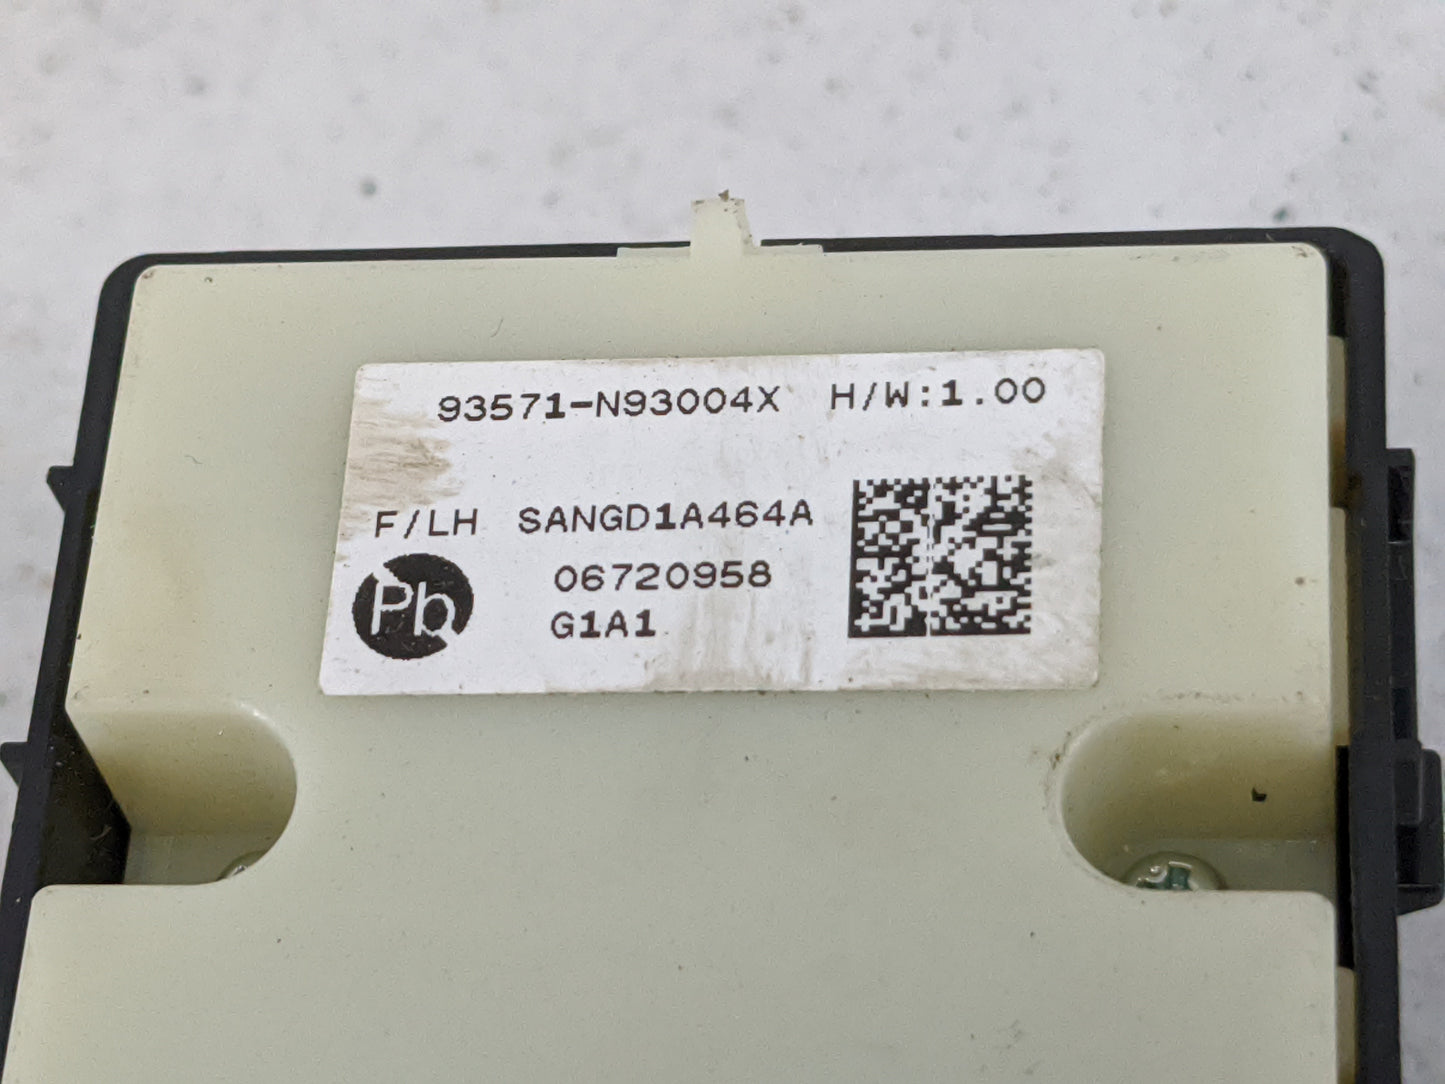 93571-N93004X H/W:1.00
F/LH SANGD1A464A
Pb 06720958
G1A1